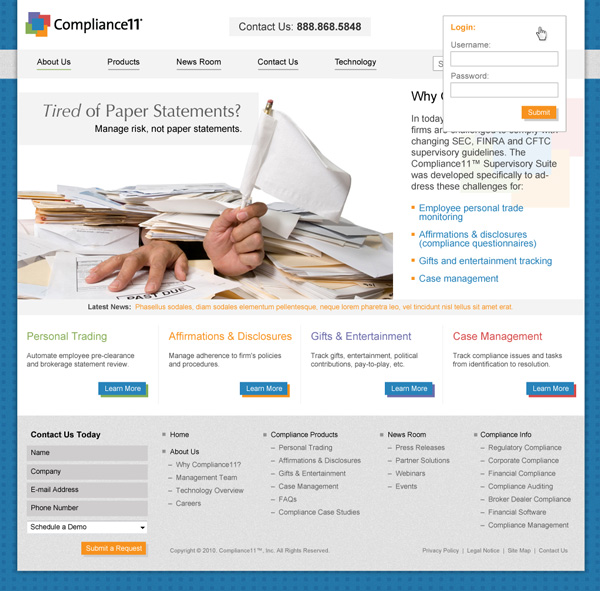 Compliance11®
Contact Us: 888.868.5848
Login:
Username:
Password:
Submit
About Us
Products
News Room
Contact Us
Technology
Tired of Paper Statements?
Manage risk, not paper statements.
PAST DUE
Why
In today
firms are challenged to comply with
changing SEC, FINRA and CFTC
supervisory guidelines. The
Compliance11™ Supervisory Suite
was developed specifically to ad-
dress these challenges for:
Employee personal trade
monitoring
Affirmations & disclosures
(compliance questionnaires)
Gifts and entertainment tracking
Case management
Latest News: Phasellus sodales, diam sodales elementum pellentesque, neque lorem pharetra leo, vel tincidunt nisl tellus sit amet erat.
Personal Trading
Automate employee pre-clearance
and brokerage statement review.
Learn More
Affirmations & Disclosures
Manage adherence to firm's policies
and procedures.
Learn More
Gifts & Entertainment
Track gifts, entertainment, political
contributions, pay-to-play, etc.
Learn More
Case Management
Track compliance issues and tasks
from identification to resolution.
Learn More
Contact Us Today
Name
Company
E-mail Address
Phone Number
Schedule a Demo
Submit a Request
Home
About Us
– Why Compliance11?
– Management Team
– Technology Overview
– Careers
Compliance Products
– Personal Trading
– Affirmations & Disclosures
– Gifts & Entertainment
– Case Management
– FAQs
– Compliance Case Studies
News Room
– Press Releases
– Partner Solutions
– Webinars
– Events
Compliance Info
– Regulatory Compliance
– Corporate Compliance
– Financial Compliance
– Compliance Auditing
– Broker Dealer Compliance
– Financial Software
– Compliance Management
Copyright © 2010. Compliance11™, Inc. All Rights Reserved.
Privacy Policy | Legal Notice | Site Map | Contact Us